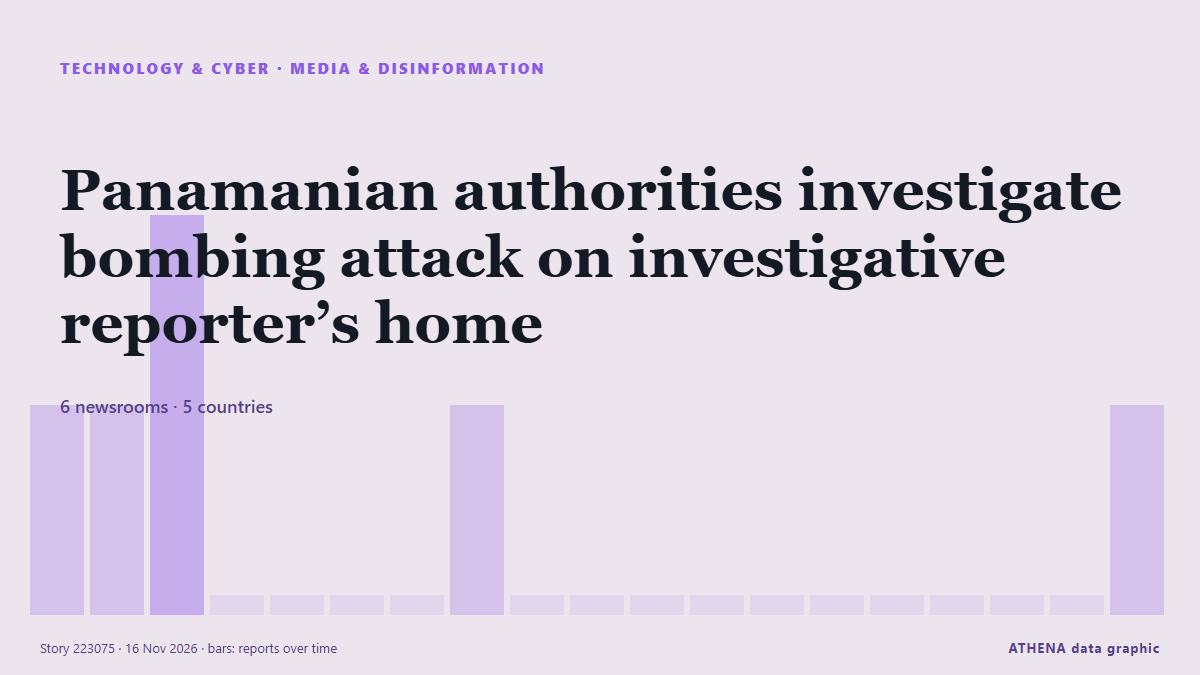 TECHNOLOGY & CYBER · MEDIA & DISINFORMATION
Panamanian authorities investigate
bombing attack on investigative
reporter’s home
6 newsrooms · 5 countries
Story 223075 · 16 Nov 2026 · bars: reports over time
ATHENA data graphic